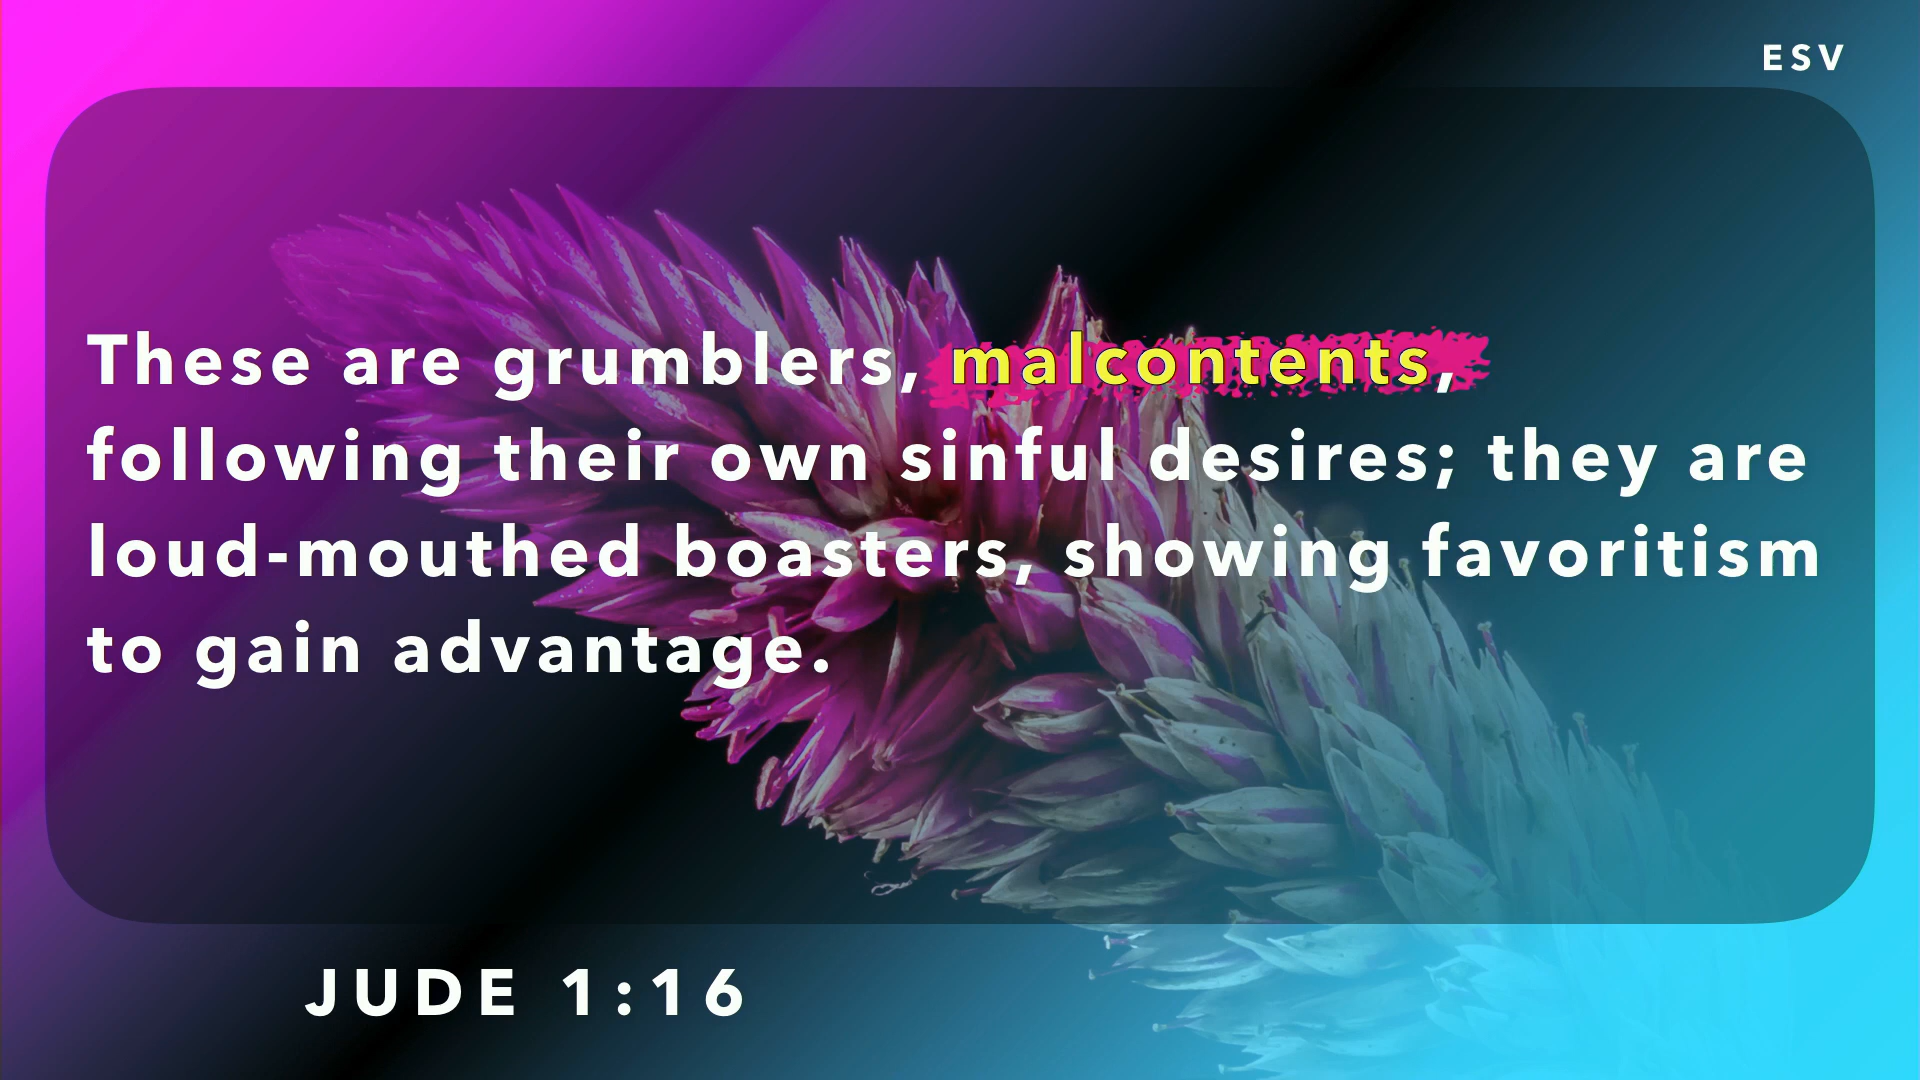 ESV
These are grumblers, malcontents,
following their own sinful desires; they are
loud-mouthed boasters, showing favoritism
to gain advantage.
JUDE 1:16